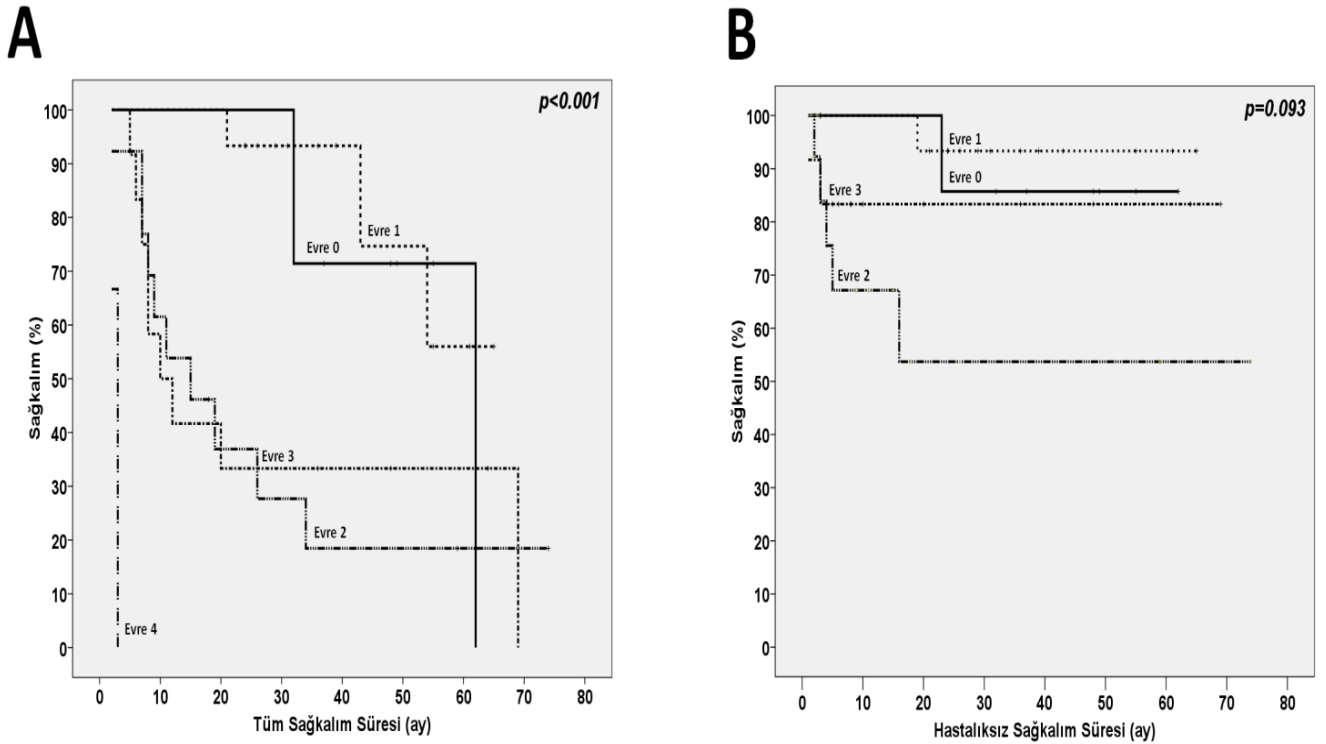 A
p<0.001
100
90
80
70
60
50
40
30
20
10
0
Sağkalım (%)
Evre 1
Evre 0
Evre 3
Evre 2
Evre 4
0 10 20 30 40 50 60 70 80
Tüm Sağkalım Süresi (ay)
B
p=0.093
100
90
80
70
60
50
40
30
20
10
0
Sağkalım (%)
Evre 1
Evre 0
Evre 3
Evre 2
0 10 20 30 40 50 60 70 80
Hastalıksız Sağkalım Süresi (ay)